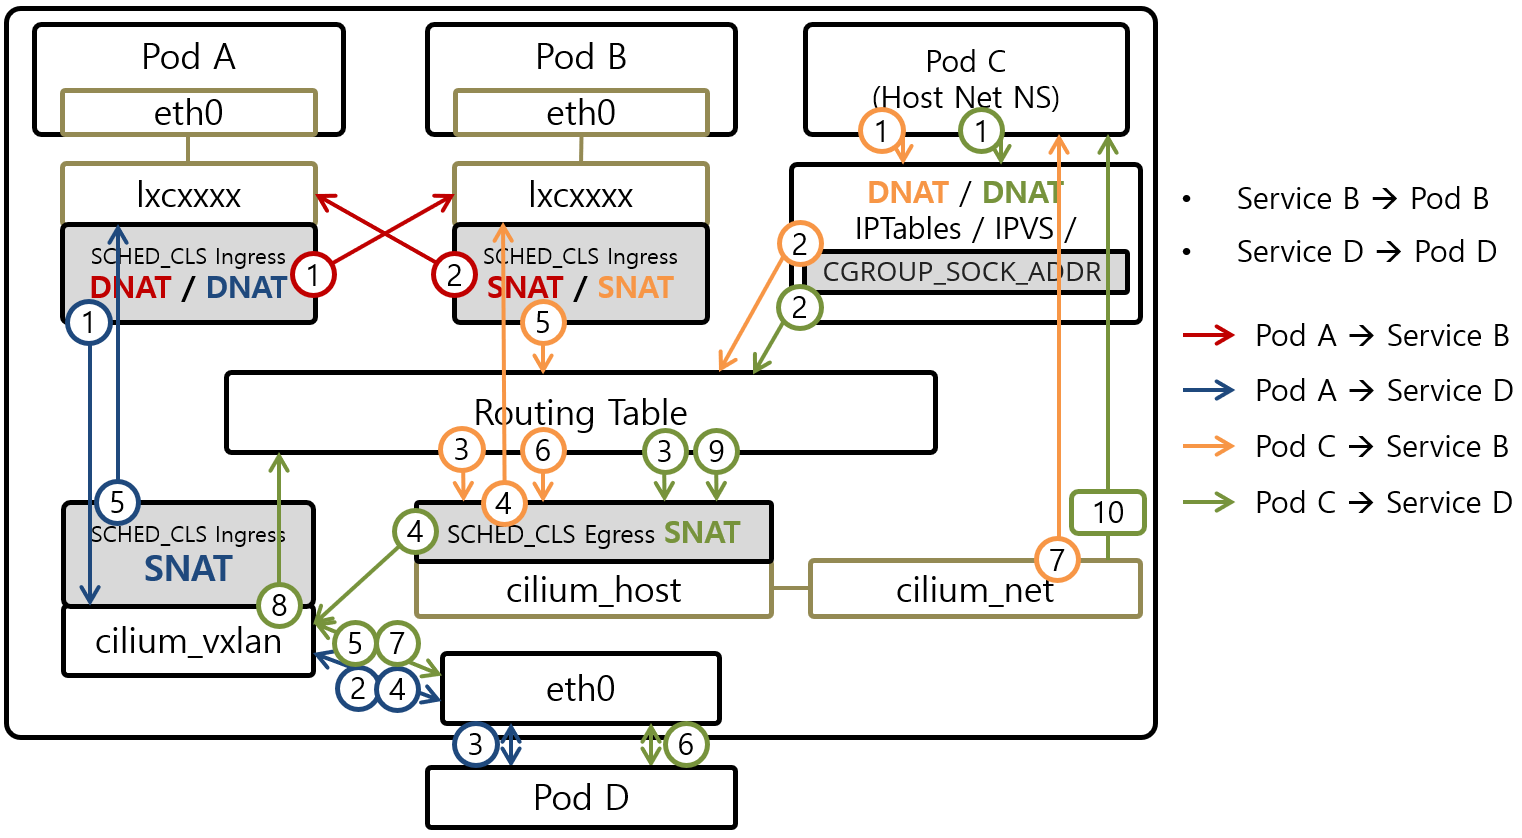 Pod A
eth0
lxcxxxx
SCHED_CLS Ingress
DNAT / DNAT
1
1
Pod B
eth0
lxcxxxx
SCHED_CLS Ingress
SNAT / SNAT
2
5
Pod C
(Host Net NS)
1
1
DNAT / DNAT
IPTables / IPVS /
CGROUP_SOCK_ADDR
2
2
Routing Table
3
6
3
9
5
SCHED_CLS Ingress
SNAT
8
cilium_vxlan
4
4
SCHED_CLS Egress SNAT
cilium_host
7
10
cilium_net
5
7
2
4
eth0
3
6
Pod D
• Service B → Pod B
• Service D → Pod D
Pod A → Service B
Pod A → Service D
Pod C → Service B
Pod C → Service D